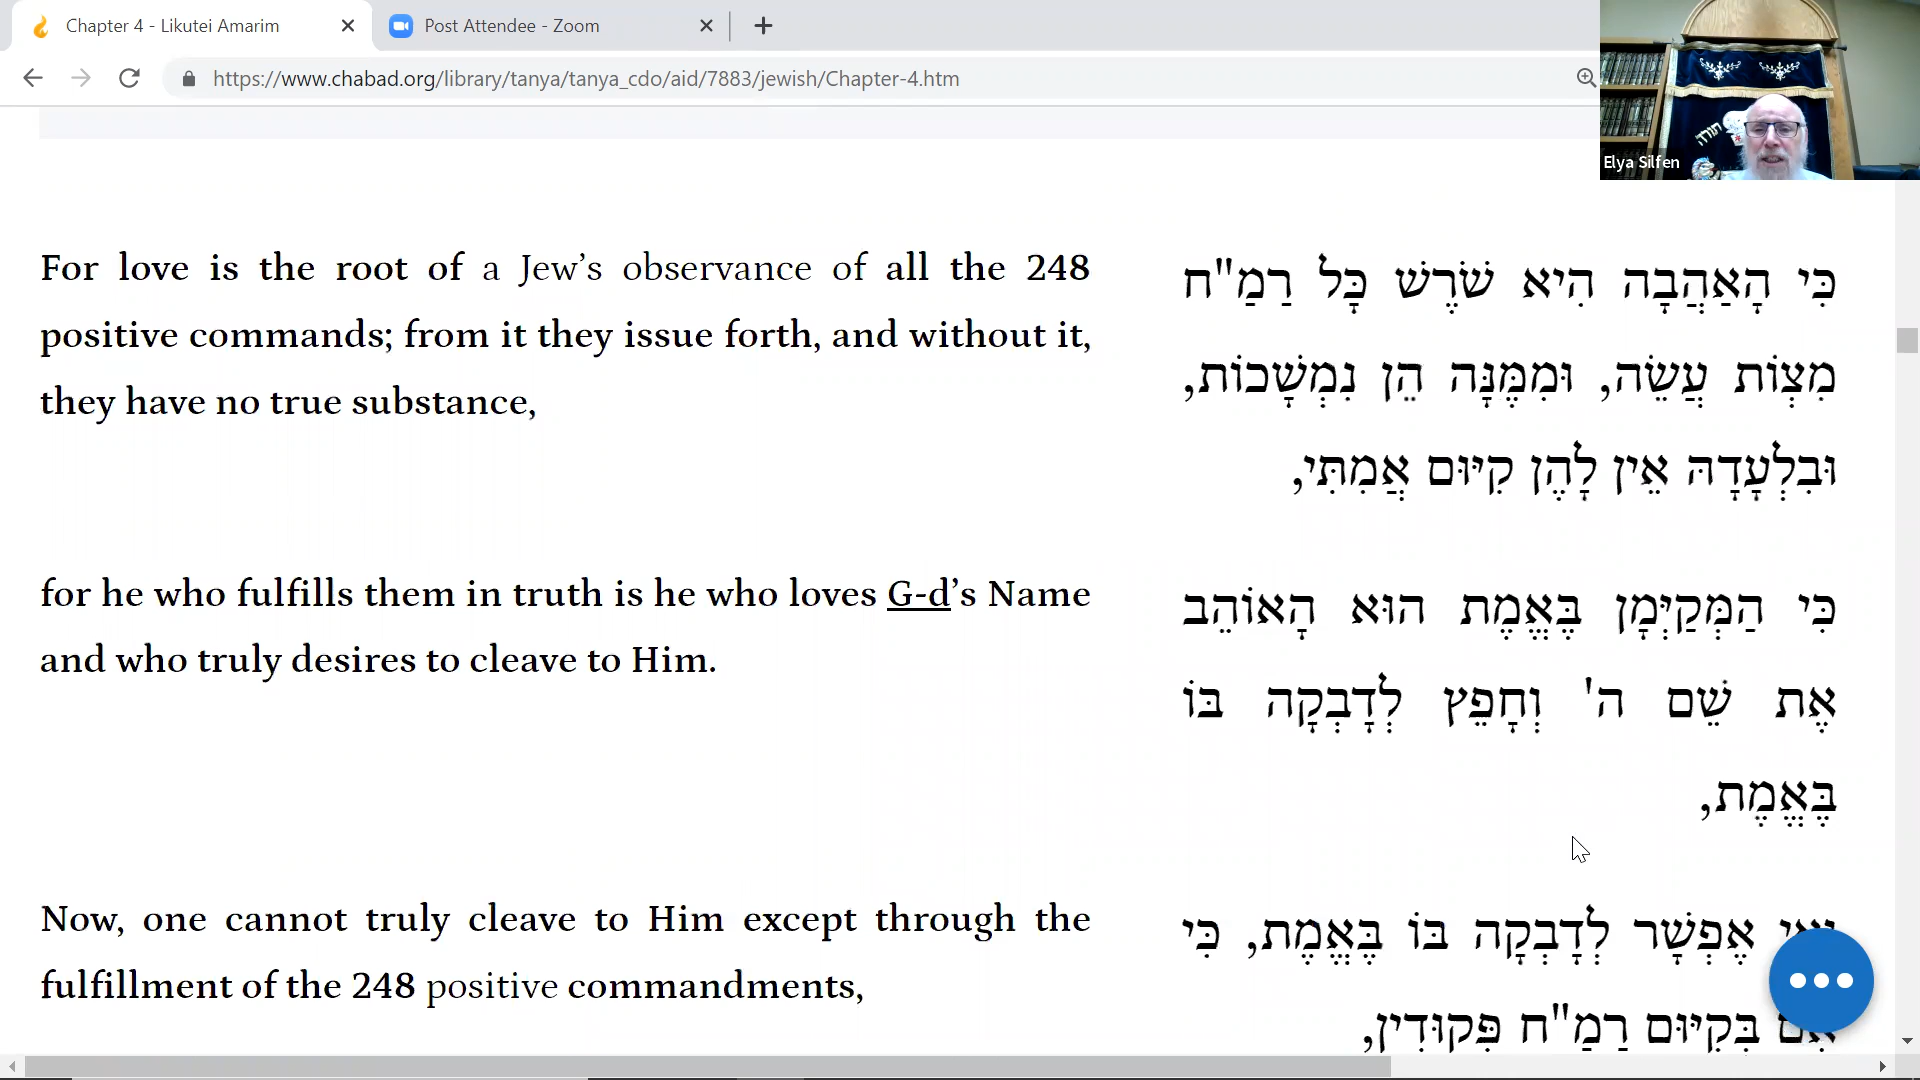 Chapter 4 - Likutei Amarim
Post Attendee - Zoom
https://www.chabad.org/library/tanya/tanya_cdo/aid/7883/jewish/Chapter-4.htm
תורה
Elya Silfen
For love is the root of a Jew’s observance of all the 248
positive commands; from it they issue forth, and without it,
they have no true substance,
כִּי הָאַהֲבָה הִיא שֹׁרֶשׁ כָּל רַמַ"ח
מִצְוֹת עֲשֵׂה, וּמִמֶּנָּה הֵן נִמְשָׁכוֹת,
וּבִלְעָדָהּ אֵין לָהֶן קִיּוּם אֲמִתִּי,
for he who fulfills them in truth is he who loves G-d’s Name
and who truly desires to cleave to Him.
כִּי הַמְּקַיְּמָן בֶּאֱמֶת הוּא הָאוֹהֵב
אֶת שֵׁם ה' וְחָפֵץ לְדָבְקָה בּוֹ
בֶּאֱמֶת,
Now, one cannot truly cleave to Him except through the
fulfillment of the 248 positive commandments,
אֶפְשָׁר לְדָבְקָה בּוֹ בֶּאֱמֶת, כִּי
בְּקִיּוּם רַמַ"ח פִּקּוּדִין,